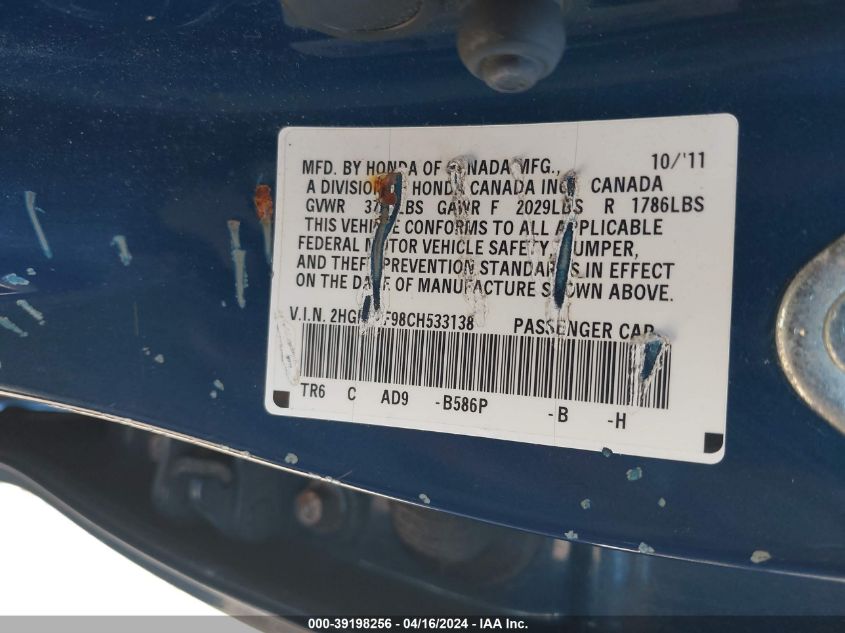 MFD. BY HONDA OF CANADA MFG., 10/'11
A DIVISION OF HONDA CANADA INC., CANADA
GVWR LBS GAWR F 2029LBS R 1786LBS
THIS VEHICLE CONFORMS TO ALL APPLICABLE
FEDERAL MOTOR VEHICLE SAFETY, BUMPER,
AND THEFT PREVENTION STANDARDS IN EFFECT
ON THE DATE OF MANUFACTURE SHOWN ABOVE.
V.I.N. PASSENGER CAR
TR6 C AD9 -B586P -B -H
000-39198256 - 04/16/2024 - IAA Inc.